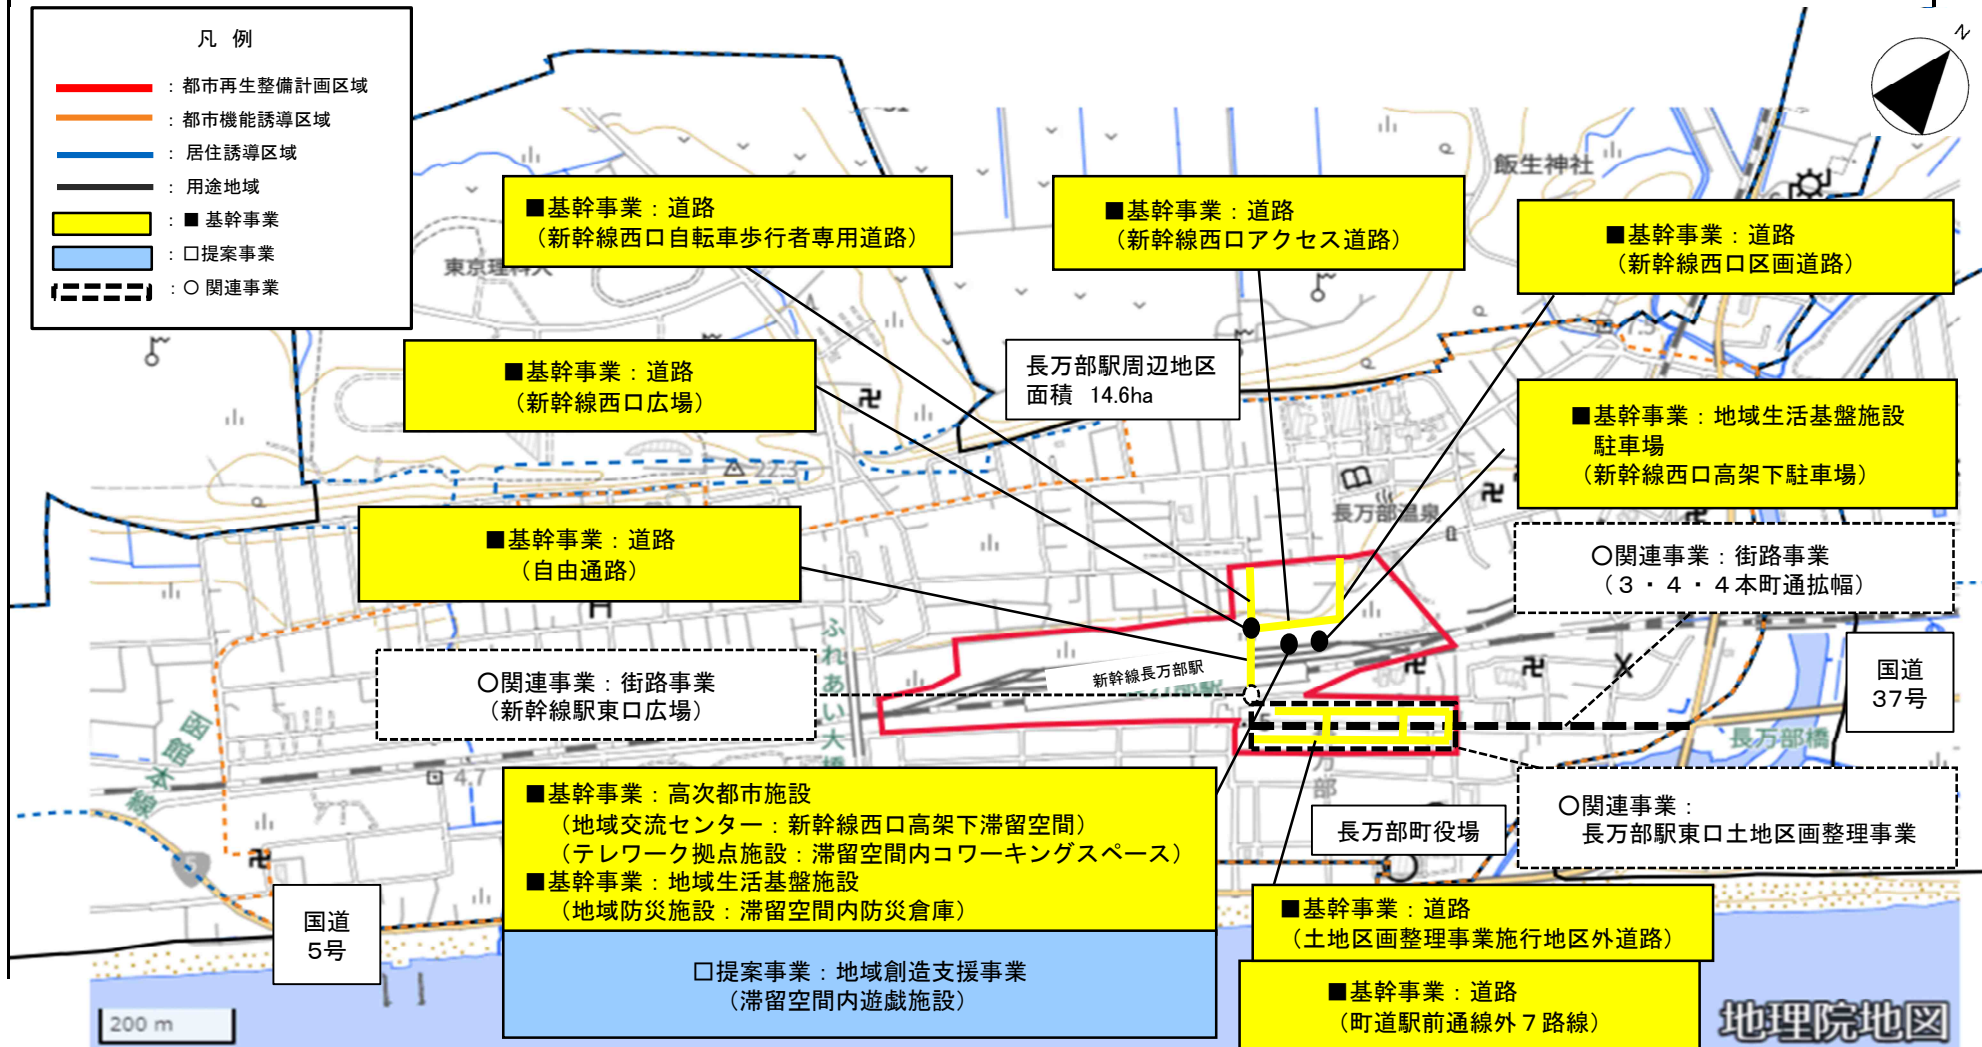 凡 例
：都市再生整備計画区域
：都市機能誘導区域
：居住誘導区域
：用途地域
：■ 基幹事業
：□提案事業
：○ 関連事業
N
飯生神社
■基幹事業：道路
（新幹線西口自転車歩行者専用道路）
■基幹事業：道路
（新幹線西口アクセス道路）
■基幹事業：道路
（新幹線西口区画道路）
東京理科大
■基幹事業：道路
（新幹線西口広場）
長万部駅周辺地区
面積 14.6ha
■基幹事業：地域生活基盤施設
駐車場
（新幹線西口高架下駐車場）
22.3
長万部温泉
■基幹事業：道路
（自由通路）
○関連事業：街路事業
（３・４・４本町通拡幅）
ふれあい大橋
○関連事業：街路事業
（新幹線駅東口広場）
新幹線長万部駅
国道
37号
函館本線
4.7
長万部橋
■基幹事業：高次都市施設
（地域交流センター：新幹線西口高架下滞留空間）
（テレワーク拠点施設：滞留空間内コワーキングスペース）
■基幹事業：地域生活基盤施設
（地域防災施設：滞留空間内防災倉庫）
長万部町役場
○関連事業：
長万部駅東口土地区画整理事業
国道
5号
□提案事業：地域創造支援事業
（滞留空間内遊戯施設）
■基幹事業：道路
（土地区画整理事業施行地区外道路）
■基幹事業：道路
（町道駅前通線外７路線）
200 m
地理院地図